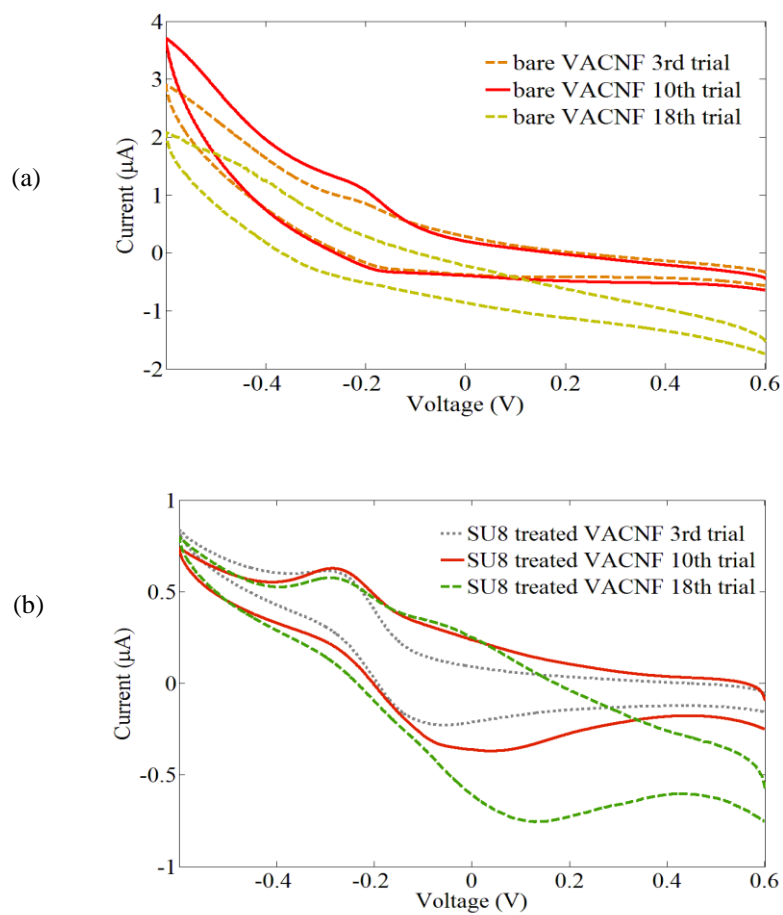 (a)
Current (µA)
4
3
2
1
0
-1
-2
bare VACNF 3rd trial
bare VACNF 10th trial
bare VACNF 18th trial
-0.4 -0.2 0 0.2 0.4 0.6
Voltage (V)
(b)
Current (µA)
1
0.5
0
-0.5
-1
SU8 treated VACNF 3rd trial
SU8 treated VACNF 10th trial
SU8 treated VACNF 18th trial
-0.4 -0.2 0 0.2 0.4 0.6
Voltage (V)